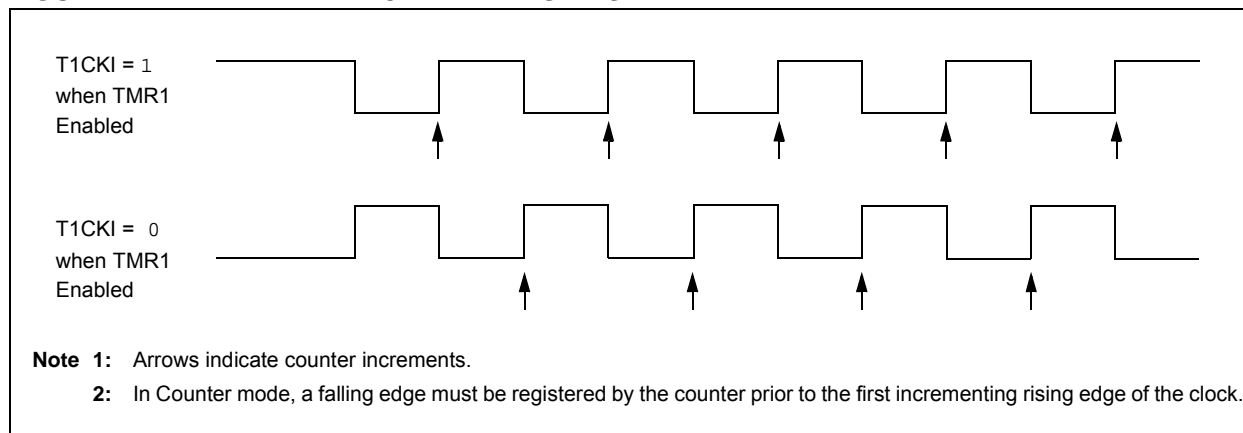 T1CKI = 1
when TMR1
Enabled
T1CKI = 0
when TMR1
Enabled
Note 1: Arrows indicate counter increments.
2: In Counter mode, a falling edge must be registered by the counter prior to the first incrementing rising edge of the clock.